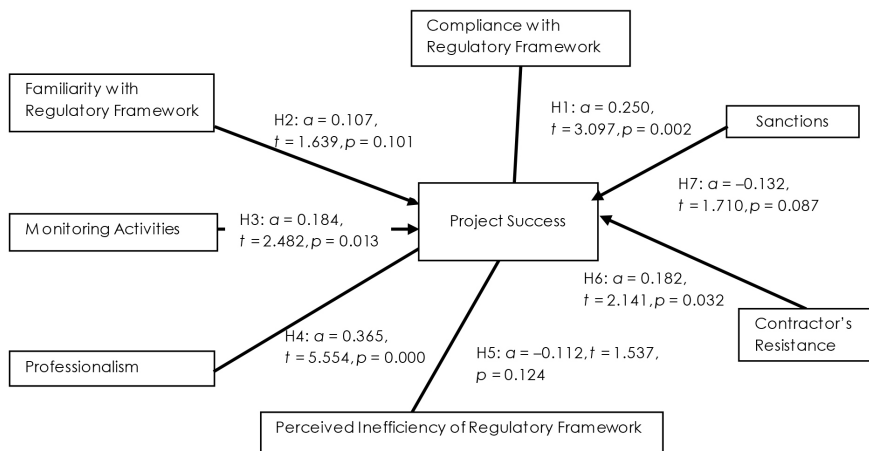 Compliance with
Regulatory Framework
Familiarity with
Regulatory Framework
H2: a = 0.107,
t = 1.639, p = 0.101
H1: a = 0.250,
t = 3.097, p = 0.002
Sanctions
H7: a = –0.132,
t = 1.710, p = 0.087
Monitoring Activities
H3: a = 0.184,
t = 2.482, p = 0.013
Project Success
H6: a = 0.182,
t = 2.141, p = 0.032
Contractor's
Resistance
Professionalism
H4: a = 0.365,
t = 5.554, p = 0.000
H5: a = –0.112, t = 1.537,
p = 0.124
Perceived Inefficiency of Regulatory Framework